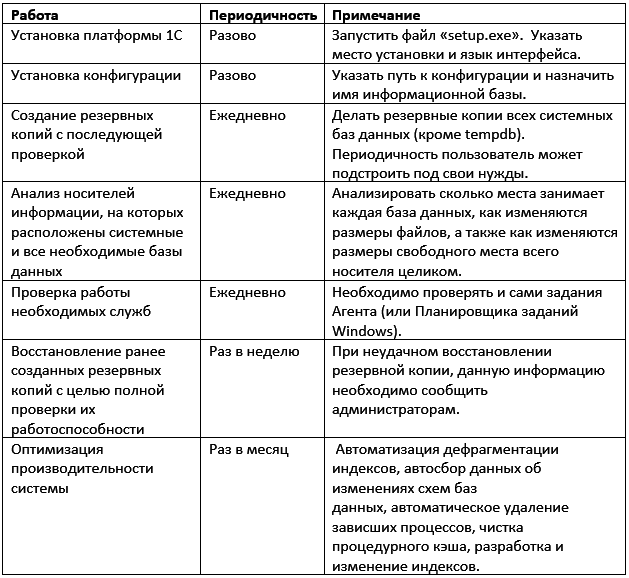 Работа
Периодичность
Примечание
Установка платформы 1С
Разово
Запустить файл «setup.exe».  Указать
место установки и язык интерфейса.
Установка конфигурации
Разово
Указать путь к конфигурации и назначить
имя информационной базы.
Создание резервных
копий с последующей
проверкой
Ежедневно
Делать резервные копии всех системных
баз данных (кроме tempdb).
Периодичность пользователь может
подстроить под свои нужды.
Анализ носителей
информации, на которых
расположены системные
и все необходимые базы
данных
Ежедневно
Анализировать сколько места занимает
каждая база данных, как изменяются
размеры файлов, а также как изменяются
размеры свободного места всего
носителя целиком.
Проверка работы
необходимых служб
Ежедневно
Необходимо проверять и сами задания
Агента (или Планировщика заданий
Windows).
Восстановление ранее
созданных резервных
копий с целью полной
проверки их
работоспособности
Раз в неделю
При неудачном восстановлении
резервной копии, данную информацию
необходимо сообщить
администраторам.
Оптимизация
производительности
системы
Раз в месяц
Автоматизация дефрагментации
индексов, автосбор данных об
изменениях схем баз
данных, автоматическое удаление
зависших процессов, чистка
процедурного кэша, разработка и
изменение индексов.